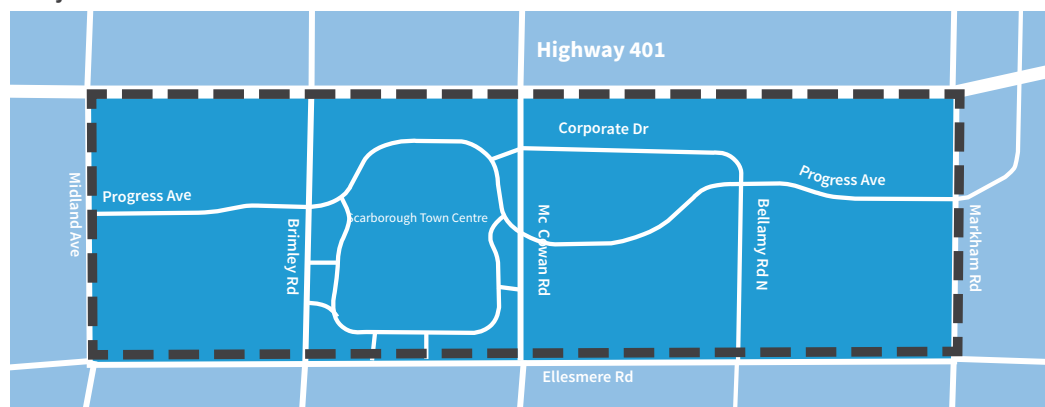 Highway 401
Corporate Dr
Progress Ave
Progress Ave
Midland Ave
Scarborough Town Centre
Brimley Rd
Mc Cowan Rd
Bellamy Rd N
Markham Rd
Ellesmere Rd